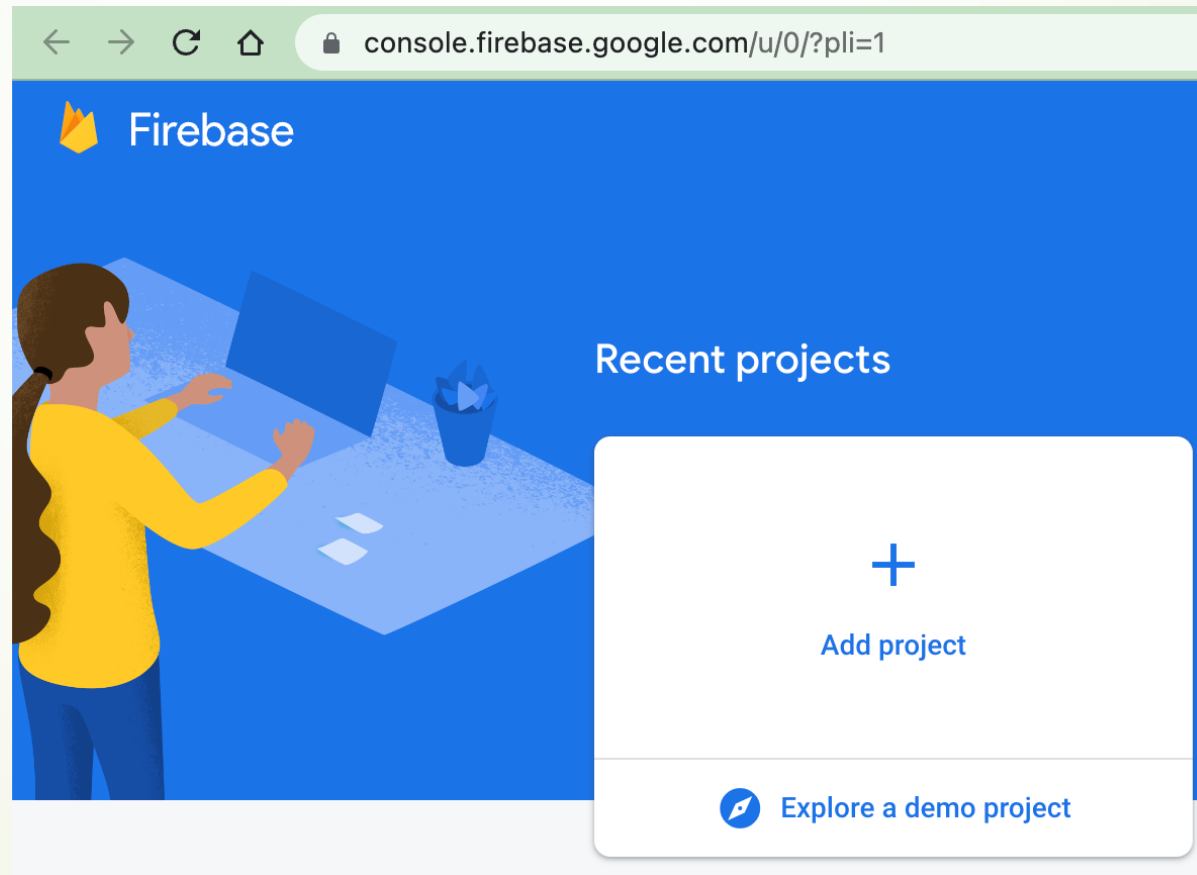 console.firebase.google.com/u/0/?pli=1
Firebase
Recent projects
Add project
Explore a demo project